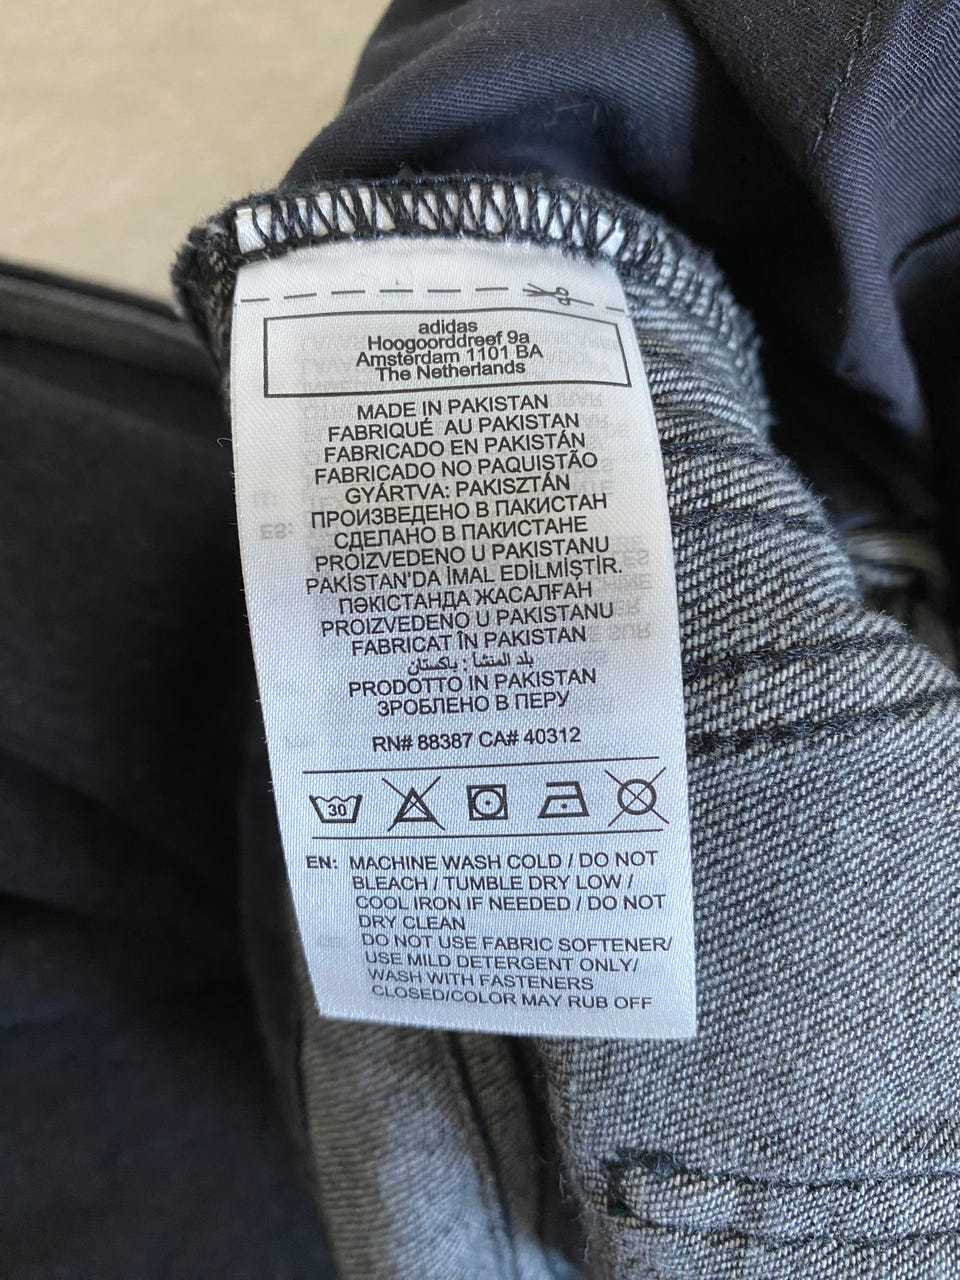 adidas
Hoogoorddreef 9a
Amsterdam 1101 BA
The Netherlands
MADE IN PAKISTAN
FABRIQUÉ AU PAKISTAN
FABRICADO EN PAKISTÁN
FABRICADO NO PAQUISTÃO
GYÁRTVA: PAKISZTÁN
ПРОИЗВЕДЕНО В ПАКИСТАН
СДЕЛАНО В ПАКИСТАНЕ
PROIZVEDENO U PAKISTANU
PAKİSTAN'DA İMAL EDİLMİŞTİR.
ПӘКІСТАНДА ЖАСАЛҒАН
PROIZVEDENO U PAKISTANU
FABRICAT ÎN PAKISTAN
بلد المنشأ : باكستان
PRODOTTO IN PAKISTAN
ЗРОБЛЕНО В ПЕРУ
RN# 88387 CA# 40312
30
EN: MACHINE WASH COLD / DO NOT
BLEACH / TUMBLE DRY LOW /
COOL IRON IF NEEDED / DO NOT
DRY CLEAN
DO NOT USE FABRIC SOFTENER/
USE MILD DETERGENT ONLY/
WASH WITH FASTENERS
CLOSED/COLOR MAY RUB OFF